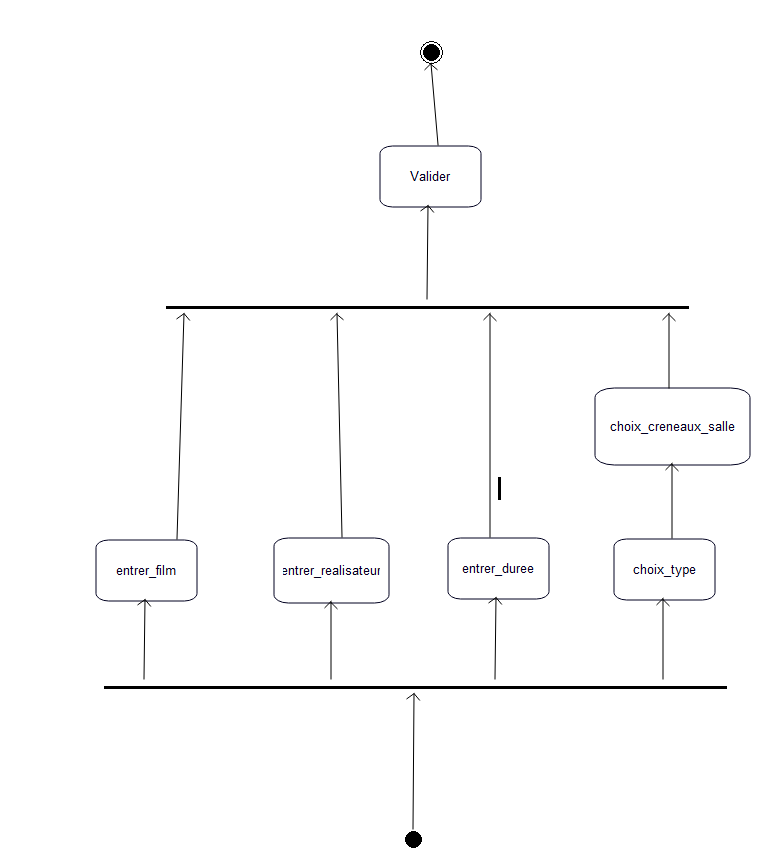 Valider
choix_creneaux_salle
entrer_film
entrer_realisateur
entrer_duree
choix_type